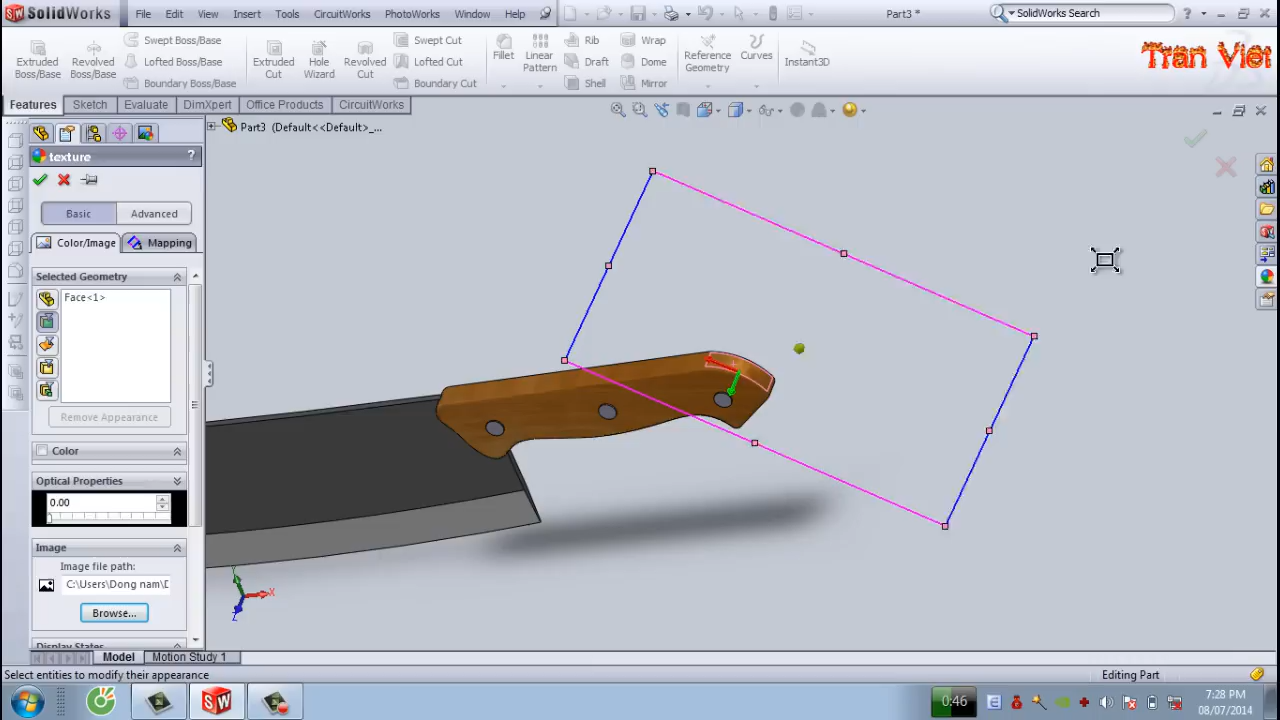 SolidWorks
File
Edit
View
Insert
Tools
CircuitWorks
PhotoWorks
Window
Help
Part3 *
SolidWorks Search
Extruded Boss/Base
Revolved Boss/Base
Swept Boss/Base
Lofted Boss/Base
Boundary Boss/Base
Extruded Cut
Hole Wizard
Revolved Cut
Swept Cut
Lofted Cut
Boundary Cut
Fillet
Linear Pattern
Rib
Draft
Shell
Wrap
Dome
Mirror
Reference Geometry
Curves
Instant3D
Tran Viet
Features
Sketch
Evaluate
DimXpert
Office Products
CircuitWorks
Part3 (Default<<Default>_...
texture
?
Basic
Advanced
Color/Image
Mapping
Selected Geometry
Face<1>
Remove Appearance
Color
Optical Properties
0.00
Image
Image file path:
C:\Users\Dong nam\D
Browse...
Display States
X
Z
Model
Motion Study 1
Select entities to modify their appearance
Editing Part
0:46
7:28 PM
08/07/2014